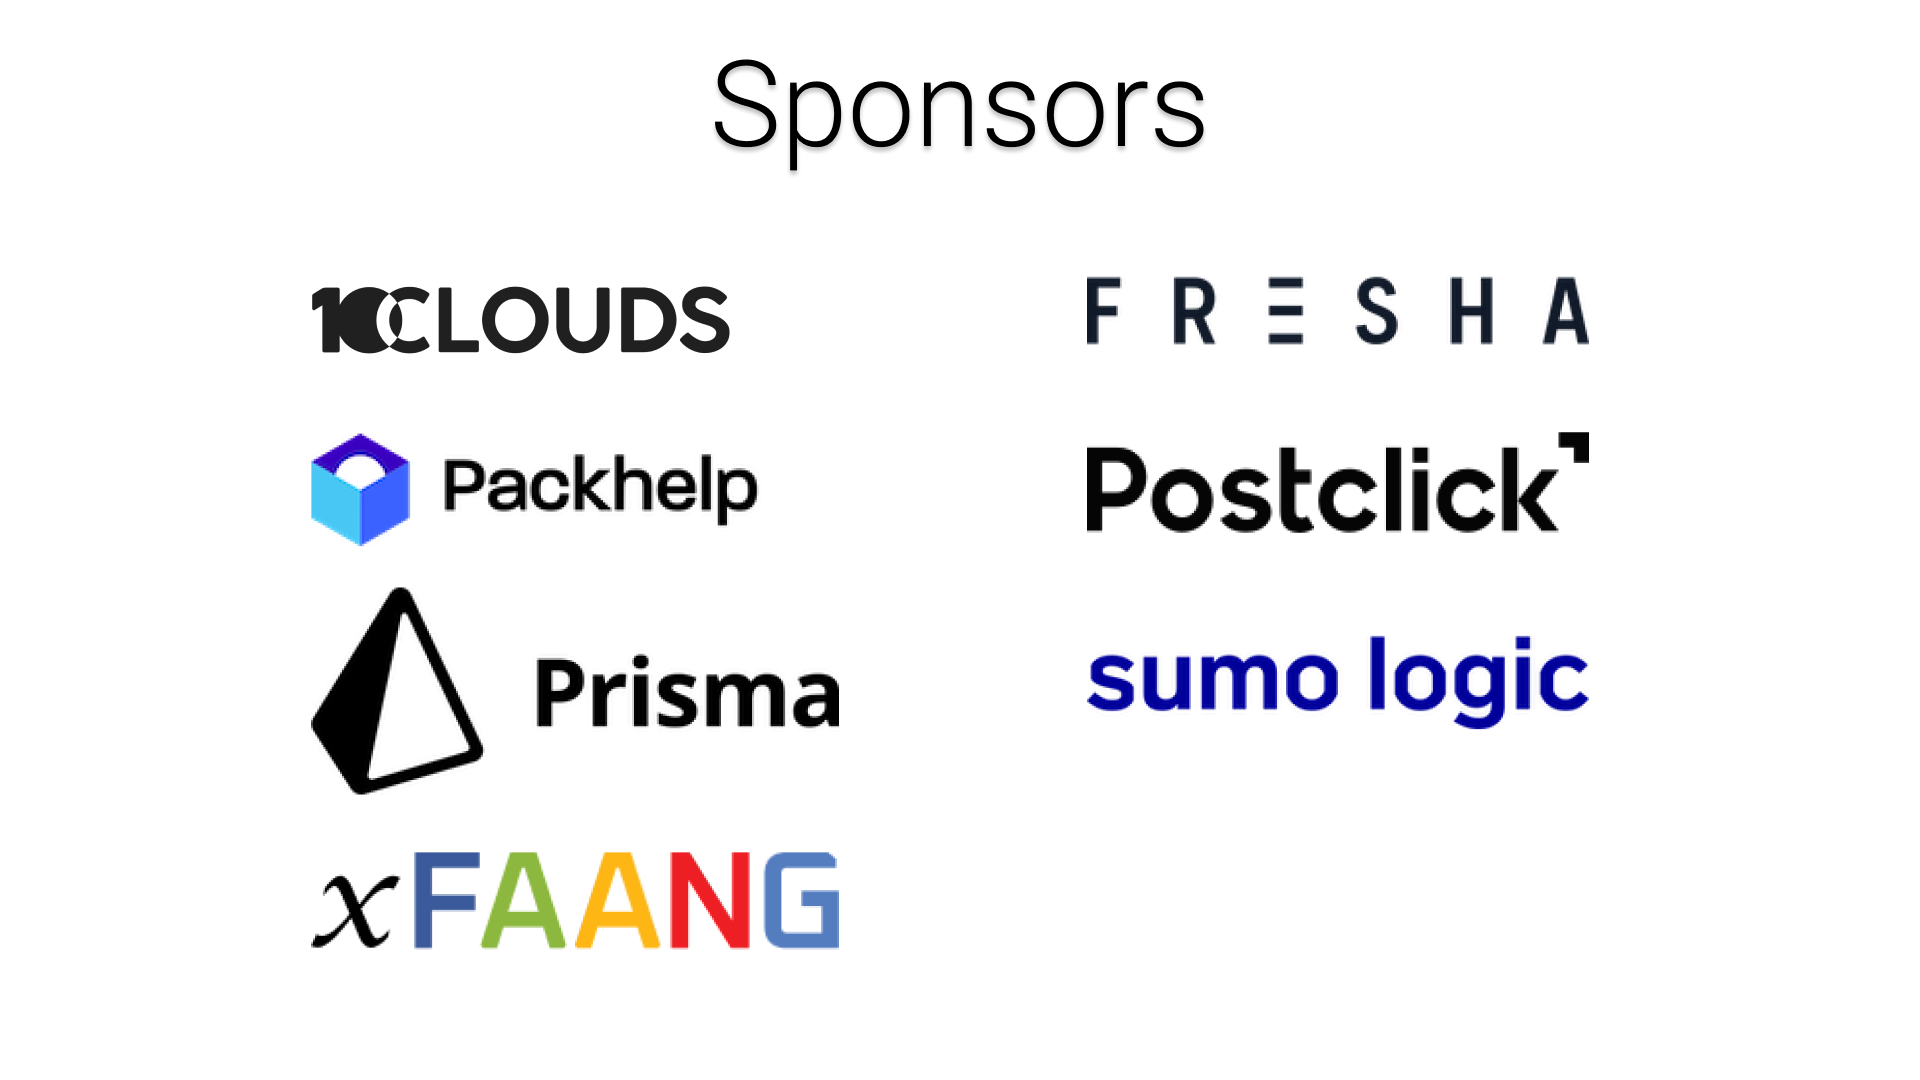 Sponsors
10CLOUDS
FRESHA
Packhelp
Postclick
Prisma
sumo logic
xFAANG